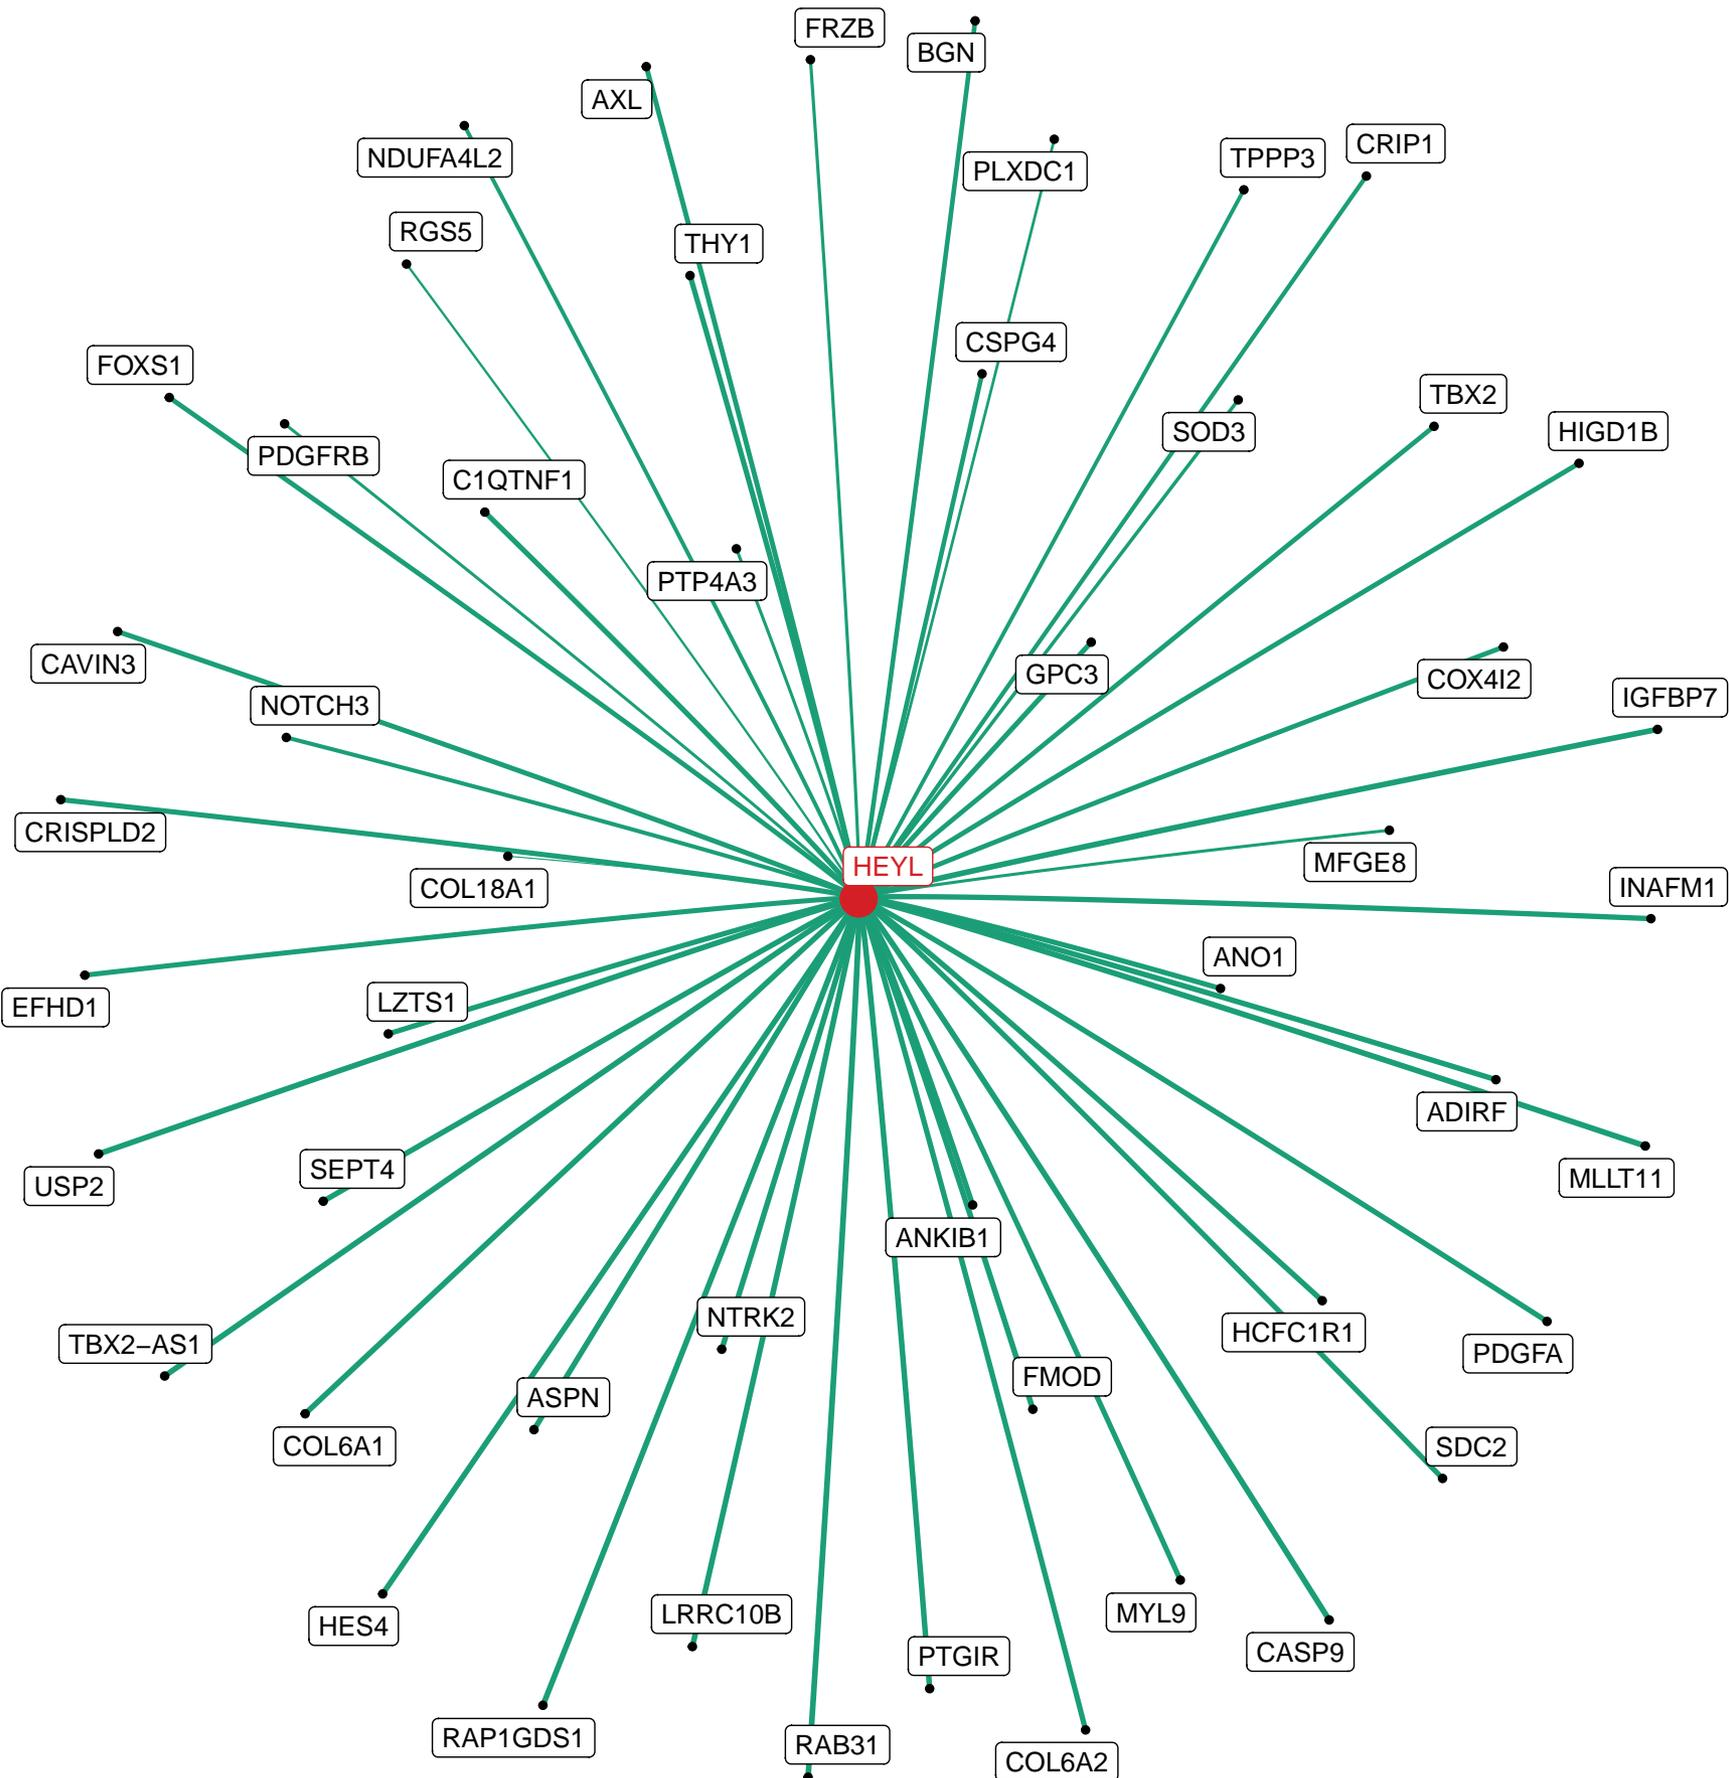 FRZB
BGN
AXL
NDUFA4L2
PLXDC1
TPPP3
CRIP1
RGS5
THY1
CSPG4
FOXS1
PDGFRB
C1QTNF1
SOD3
TBX2
HIGD1B
PTP4A3
CAVIN3
NOTCH3
GPC3
COX4I2
IGFBP7
CRISPLD2
COL18A1
HEYL
MFGE8
INAFM1
ANO1
EFHD1
LZTS1
ADIRF
MLLT11
USP2
SEPT4
ANKIB1
TBX2−AS1
NTRK2
HCFC1R1
PDGFA
ASPN
FMOD
COL6A1
SDC2
HES4
LRRC10B
MYL9
CASP9
PTGIR
RAP1GDS1
RAB31
COL6A2